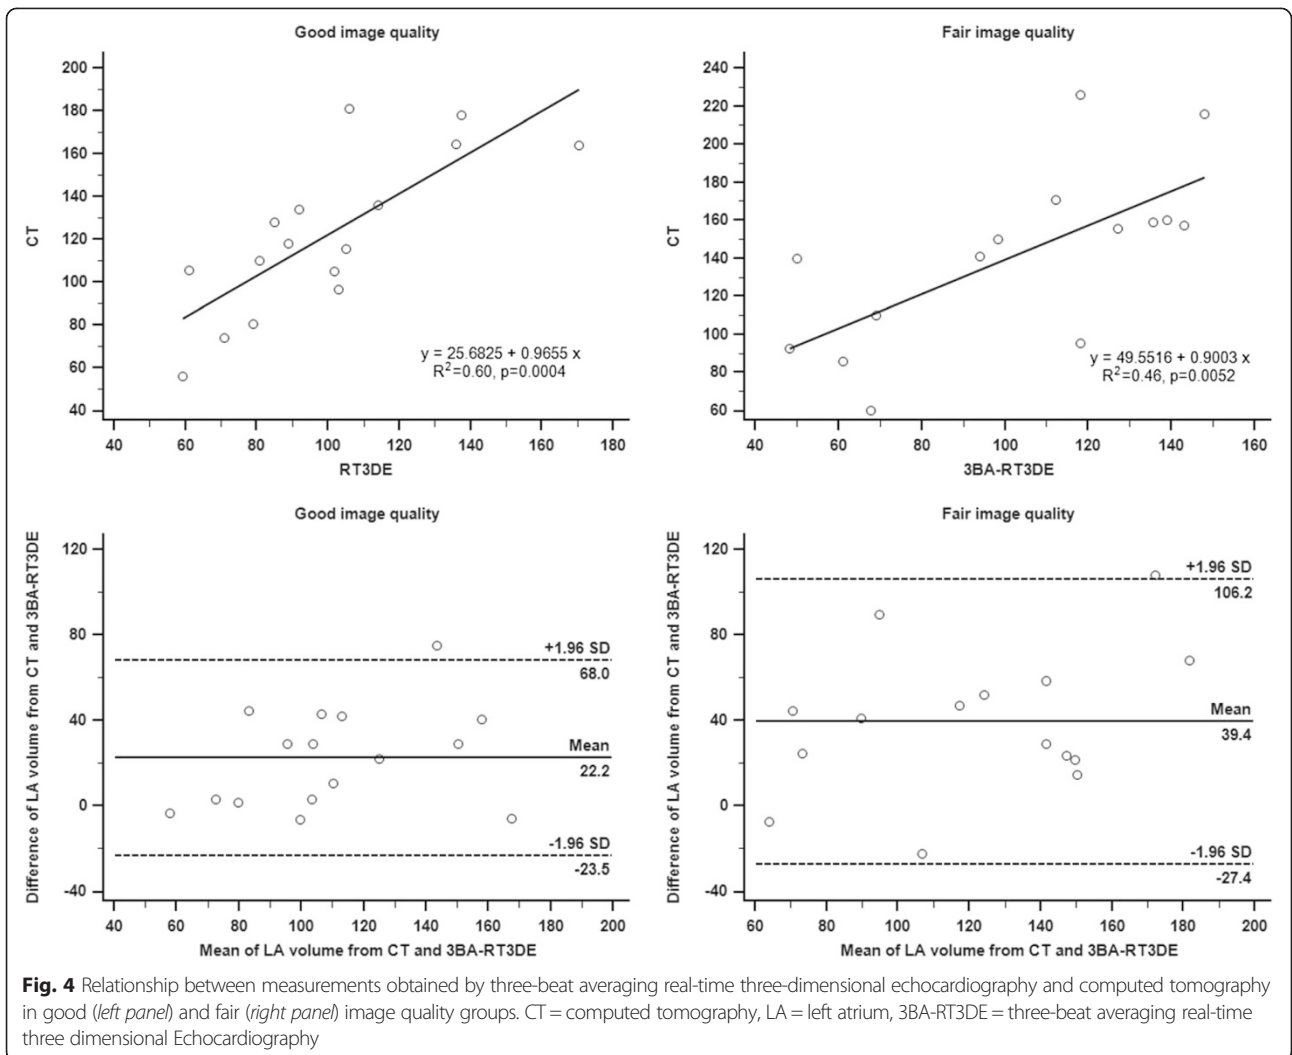 Good image quality
200
180
160
140
120
100
80
60
40
CT
40 60 80 100 120 140 160 180
RT3DE
y = 25.6825 + 0.9655 x
R²=0.60, p=0.0004
Fair image quality
240
220
200
180
160
140
120
100
80
60
CT
40 60 80 100 120 140 160
3BA-RT3DE
y = 49.5516 + 0.9003 x
R²=0.46, p=0.0052
Good image quality
Difference of LA volume from CT and 3BA-RT3DE
120
80
40
0
-40
+1.96 SD
68.0
Mean
22.2
-1.96 SD
-23.5
40 60 80 100 120 140 160 180 200
Mean of LA volume from CT and 3BA-RT3DE
Fair image quality
Difference of LA volume from CT and 3BA-RT3DE
120
80
40
0
-40
+1.96 SD
106.2
Mean
39.4
-1.96 SD
-27.4
60 80 100 120 140 160 180 200
Mean of LA volume from CT and 3BA-RT3DE
Fig. 4 Relationship between measurements obtained by three-beat averaging real-time three-dimensional echocardiography and computed tomography
in good (left panel) and fair (right panel) image quality groups. CT = computed tomography, LA = left atrium, 3BA-RT3DE = three-beat averaging real-time
three dimensional Echocardiography